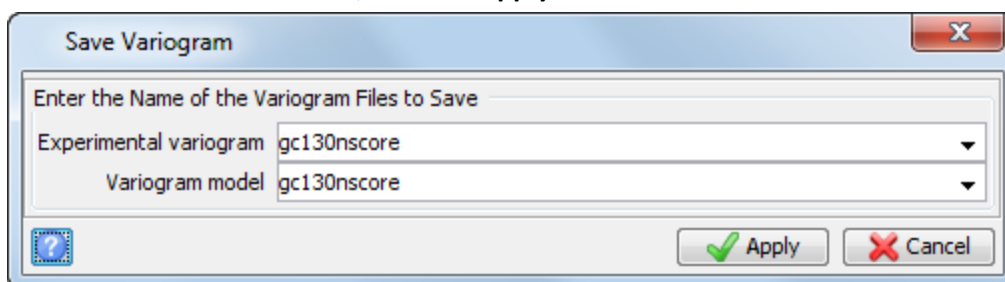 Save Variogram
Enter the Name of the Variogram Files to Save
Experimental variogram gc130nscore
Variogram model gc130nscore
Apply Cancel